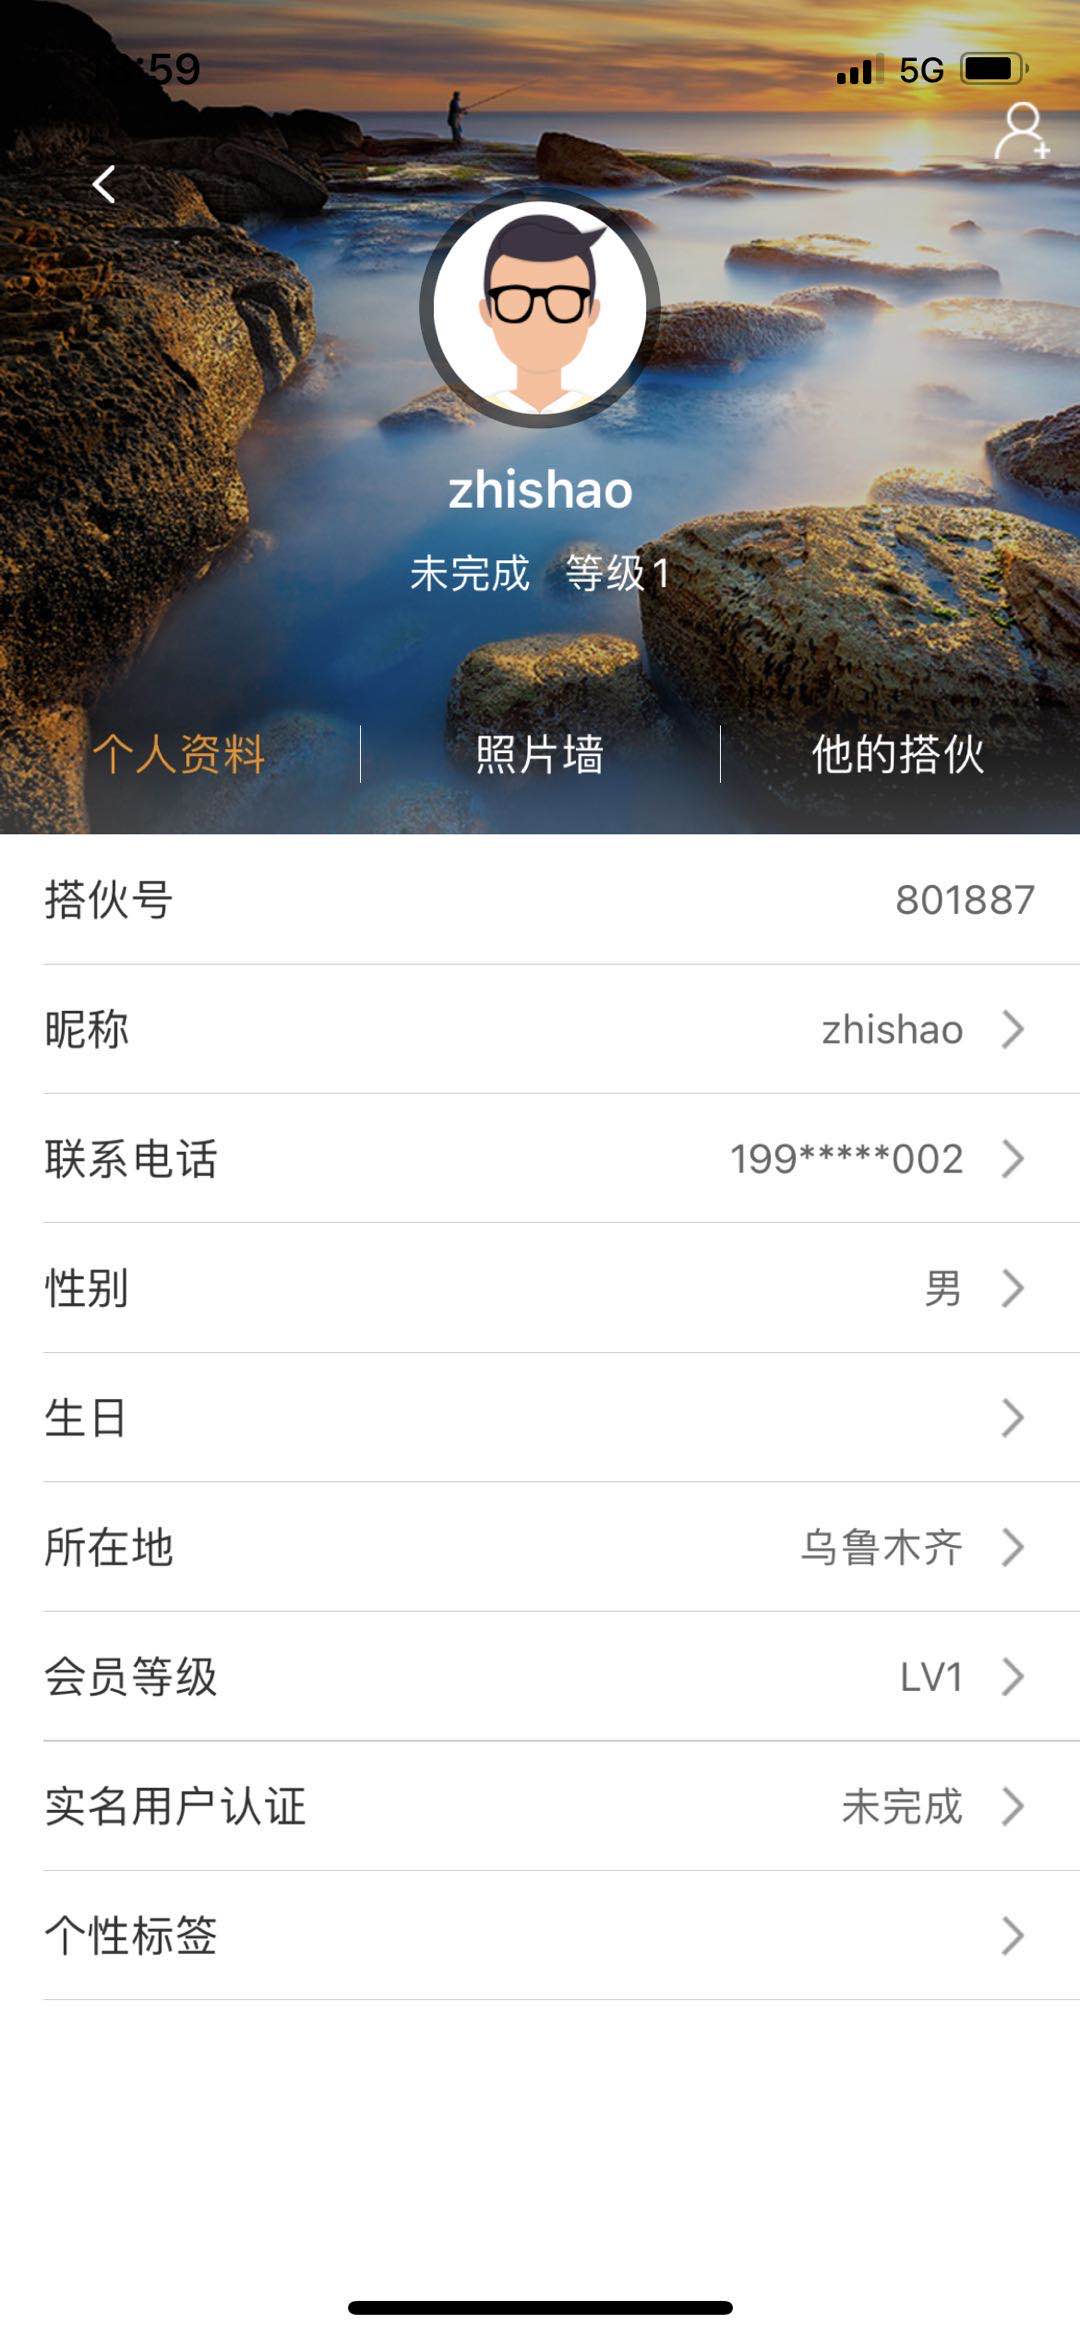 :59
5G
zhishao
未完成 等级1
个人资料 照片墙 他的搭伙
搭伙号 801887
昵称 zhishao
联系电话 199*****002
性别 男
生日
所在地 乌鲁木齐
会员等级 LV1
实名用户认证 未完成
个性标签